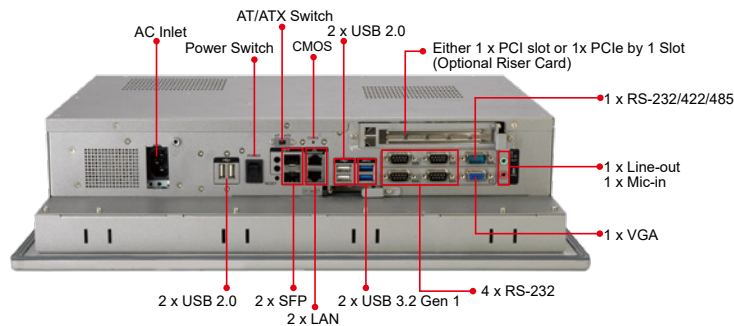 AT/ATX Switch
AC Inlet
2 x USB 2.0
Power Switch
CMOS
Either 1 x PCI slot or 1x PCIe by 1 Slot
(Optional Riser Card)
1 x RS-232/422/485
1 x Line-out
1 x Mic-in
1 x VGA
2 x USB 2.0
2 x SFP
2 x USB 3.2 Gen 1
4 x RS-232
2 x LAN